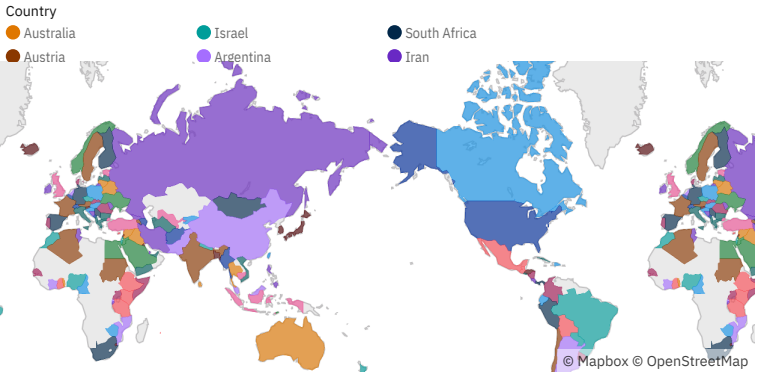 Country
Australia
Israel
South Africa
Austria
Argentina
Iran
© Mapbox © OpenStreetMap